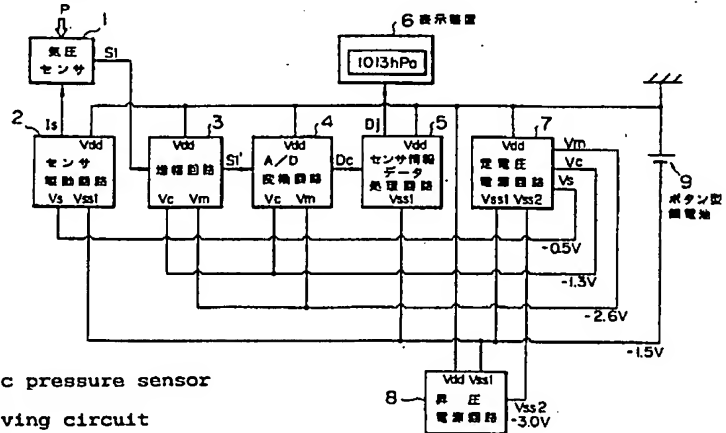 P
1
気圧
センサ
S1
6 表示装置
1013hPa
Is
2
Vdd
センサ
駆動回路
Vs Vss1
3
Vdd
増幅回路
Vc Vm
S1'
4
Vdd
A/D
変換回路
Vc Vm
Dc
Dj
5
Vdd
センサ情報
データ
処理回路
Vss1
7
Vdd
定電圧
電源回路
Vss1 Vss2
Vm
Vc
Vs
9
ボタン型
銀電池
-0.5V
-1.3V
-2.6V
-1.5V
8
Vdd Vss1
昇圧
電源回路
Vss2
-3.0V
c pressure sensor
ving circuit